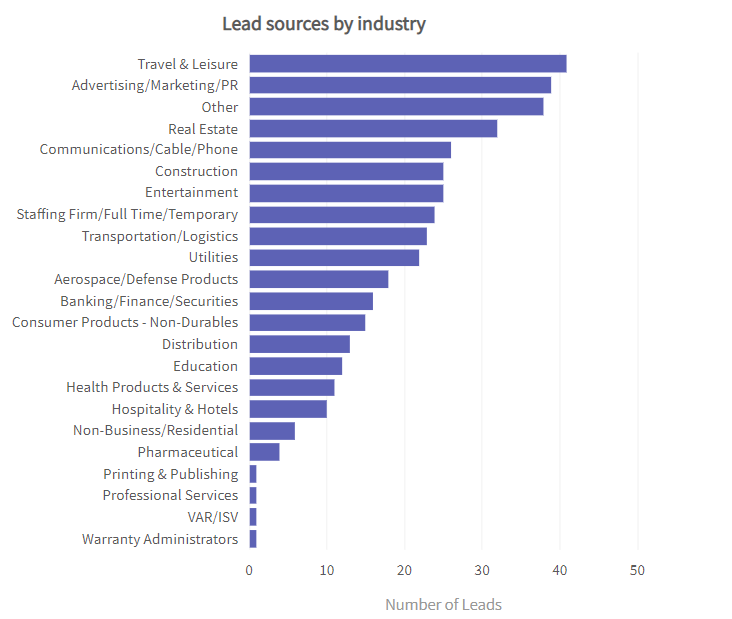 Lead sources by industry
Travel & Leisure
Advertising/Marketing/PR
Other
Real Estate
Communications/Cable/Phone
Construction
Entertainment
Staffing Firm/Full Time/Temporary
Transportation/Logistics
Utilities
Aerospace/Defense Products
Banking/Finance/Securities
Consumer Products - Non-Durables
Distribution
Education
Health Products & Services
Hospitality & Hotels
Non-Business/Residential
Pharmaceutical
Printing & Publishing
Professional Services
VAR/ISV
Warranty Administrators
0 10 20 30 40 50
Number of Leads